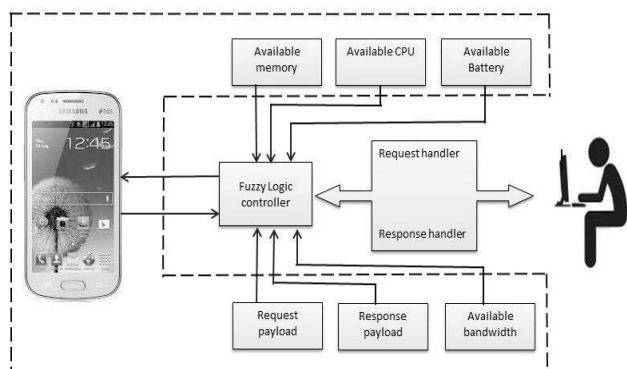 Available
memory
Available CPU
Available
Battery
SAMSUNG
12:45
Request handler
Fuzzy Logic
controller
Response handler
Request
payload
Response
payload
Available
bandwidth